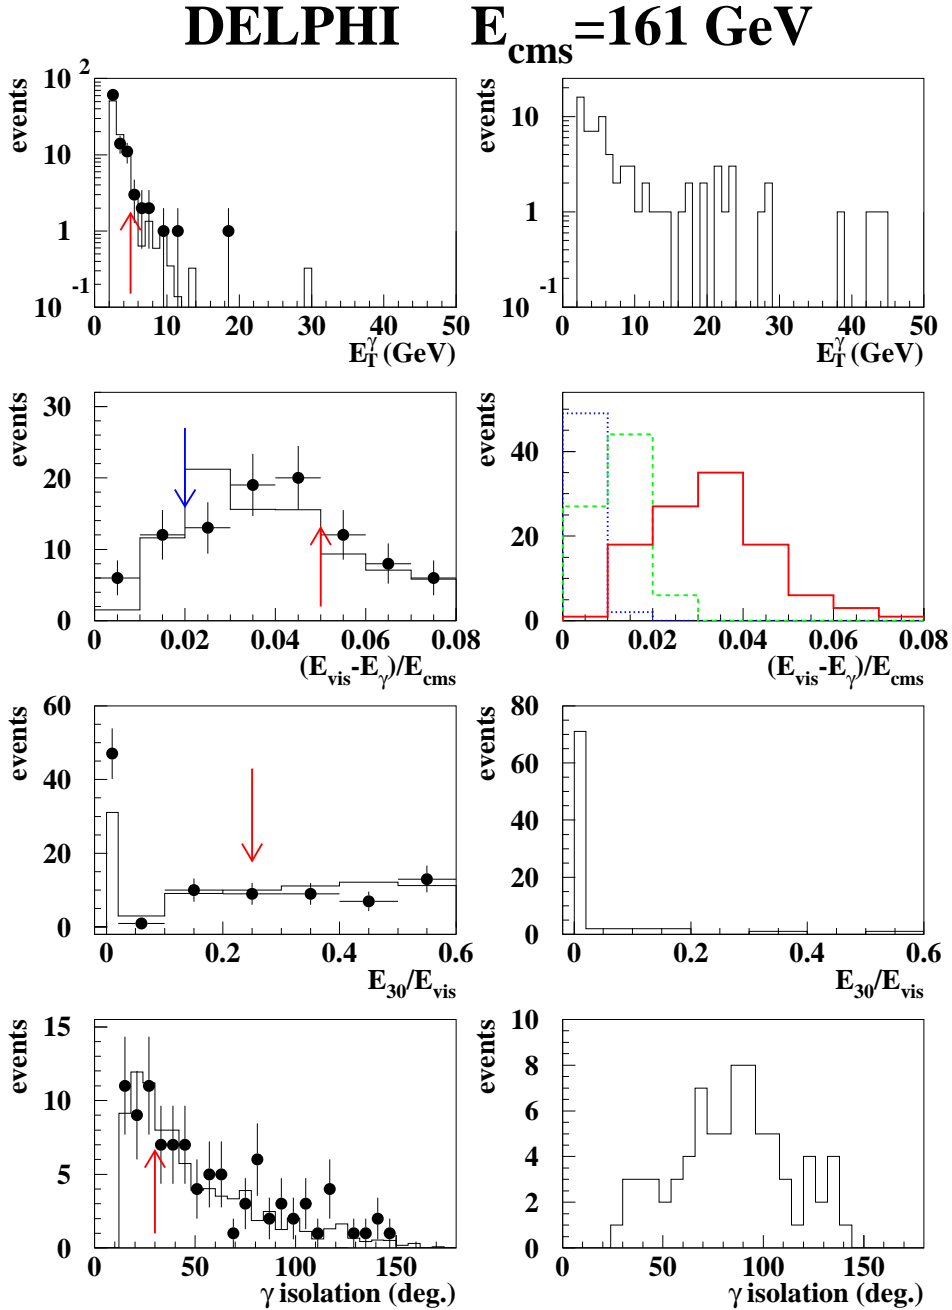 DELPHI E_cms=161 GeV
events
10^2
10
1
10^-1
0 10 20 30 40 50
E_T^γ (GeV)
events
10
1
10^-1
0 10 20 30 40 50
E_T^γ (GeV)
events
30
20
10
0
0 0.02 0.04 0.06 0.08
(E_vis-E_γ)/E_cms
events
40
20
0
0 0.02 0.04 0.06 0.08
(E_vis-E_γ)/E_cms
events
60
40
20
0
0 0.2 0.4 0.6
E_30/E_vis
events
80
60
40
20
0
0 0.2 0.4 0.6
E_30/E_vis
events
15
10
5
0
0 50 100 150
γ isolation (deg.)
events
10
8
6
4
2
0
0 50 100 150
γ isolation (deg.)